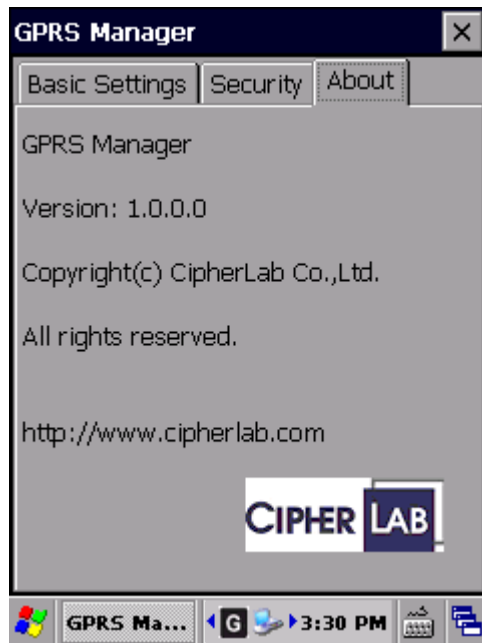 GPRS Manager
Basic Settings Security About
GPRS Manager
Version: 1.0.0.0
Copyright(c) CipherLab Co.,Ltd.
All rights reserved.
http://www.cipherlab.com
CIPHER LAB
GPRS Ma... G 3:30 PM